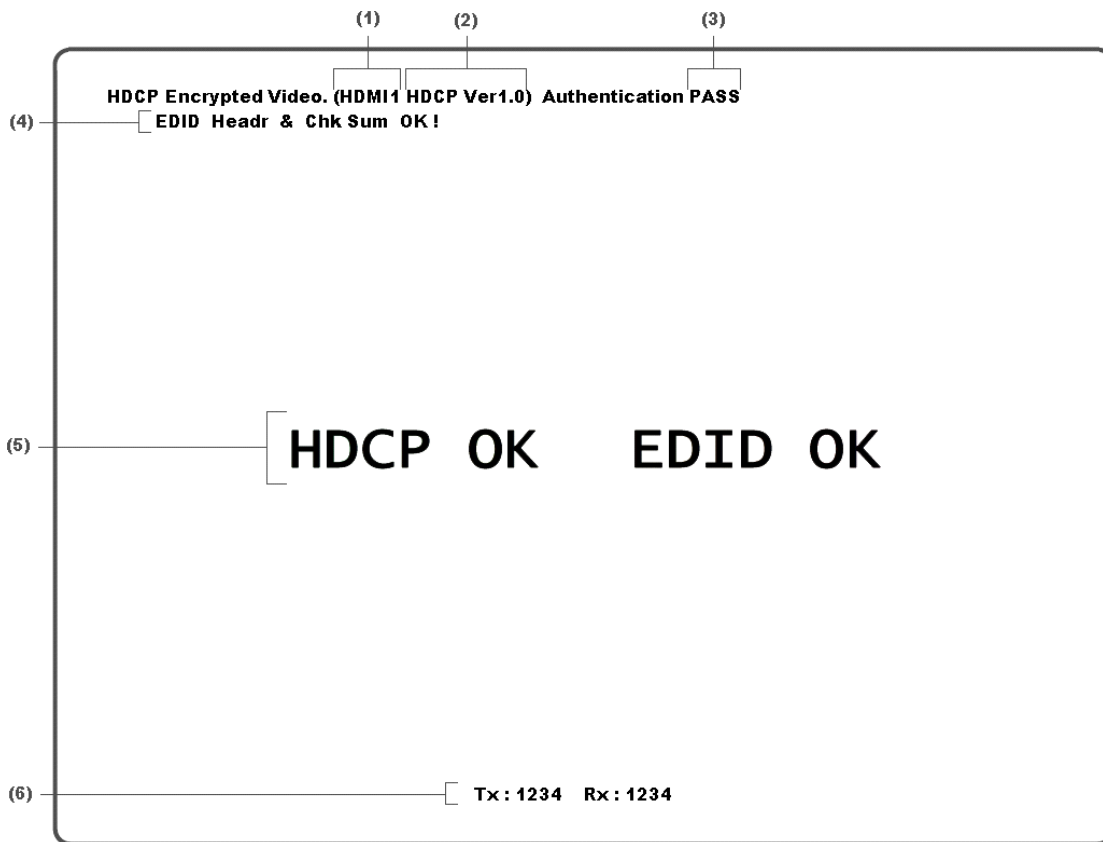 (1) (2) (3)
HDCP Encrypted Video. (HDMI1 HDCP Ver1.0) Authentication PASS
(4) EDID Headr & Chk Sum OK!
(5) HDCP OK EDID OK
(6) Tx : 1234 Rx : 1234